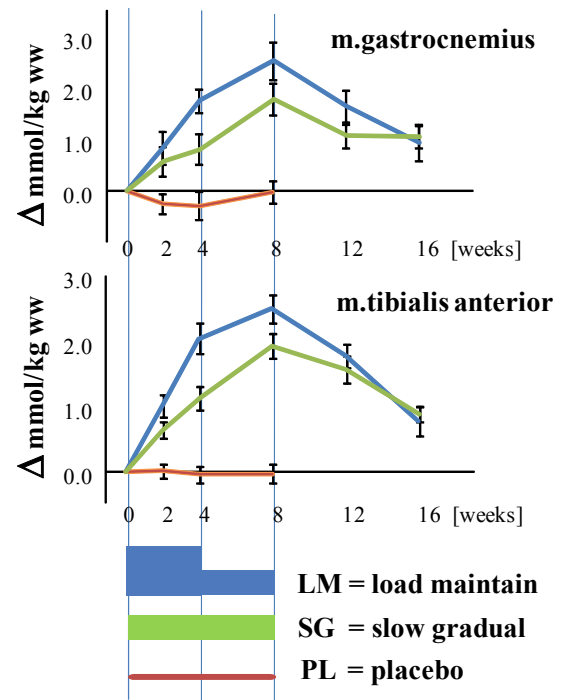 m.gastrocnemius
Δ mmol/kg ww
3.0
2.0
1.0
0.0
0 2 4 8 12 16 [weeks]
m.tibialis anterior
Δ mmol/kg ww
3.0
2.0
1.0
0.0
0 2 4 8 12 16 [weeks]
LM = load maintain
SG = slow gradual
PL = placebo